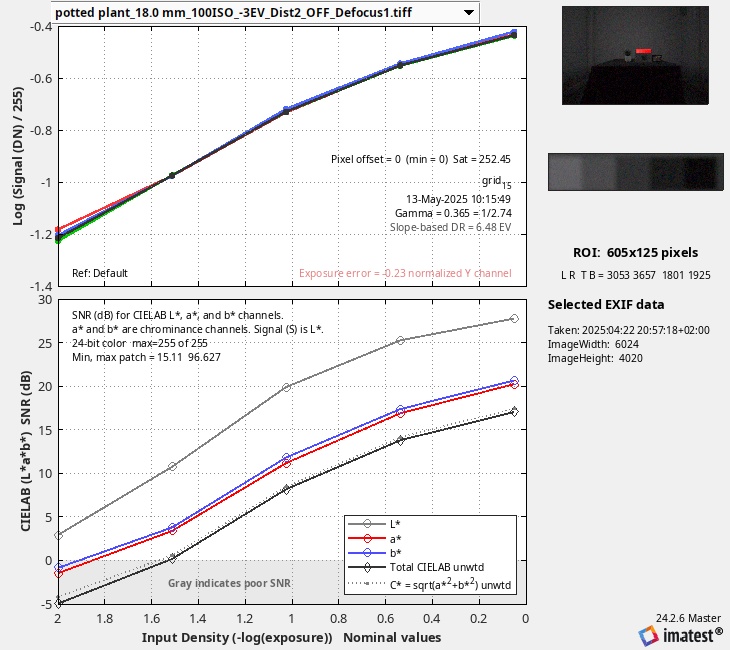 potted plant_18.0 mm_100ISO_-3EV_Dist2_OFF_Defocus1.tiff
-0.4
-0.6
-0.8
-1
-1.2
-1.4
Log (Signal (DN) / 255)
Pixel offset = 0 (min = 0) Sat = 252.45
grid_15
13-May-2025 10:15:49
Gamma = 0.365 = 1/2.74
Slope-based DR = 6.48 EV
Ref: Default
Exposure error = -0.23 normalized Y channel
30
25
20
15
10
5
0
-5
CIELAB (L*a*b*) SNR (dB)
SNR (dB) for CIELAB L*, a*, and b* channels.
a* and b* are chrominance channels. Signal (S) is L*.
24-bit color max=255 of 255
Min, max patch = 15.11 96.627
L*
a*
b*
Total CIELAB unwtd
C* = sqrt(a*²+b*²) unwtd
Gray indicates poor SNR
2 1.8 1.6 1.4 1.2 1 0.8 0.6 0.4 0.2 0
Input Density (-log(exposure)) Nominal values
ROI: 605x125 pixels
L R T B = 3053 3657 1801 1925
Selected EXIF data
Taken: 2025:04:22 20:57:18+02:00
ImageWidth: 6024
ImageHeight: 4020
24.2.6 Master
imatest®